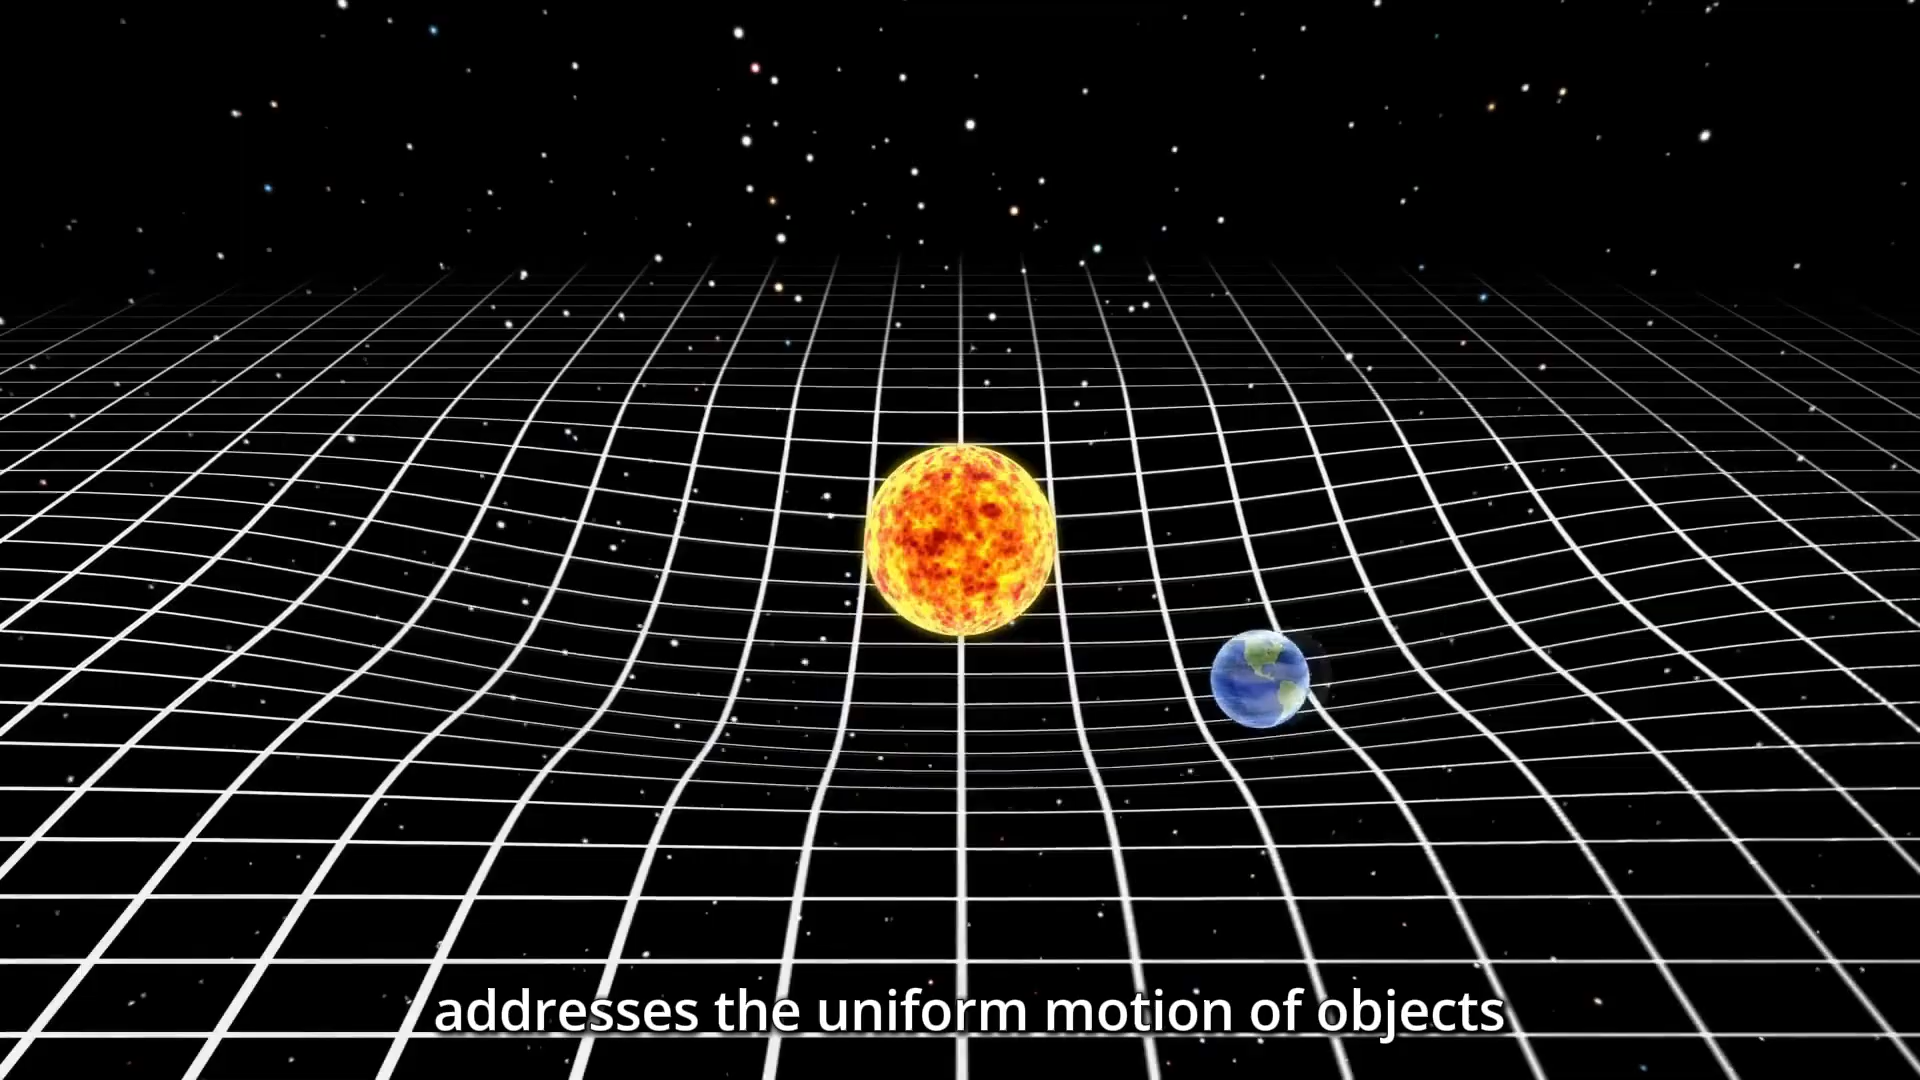 addresses the uniform motion of objects